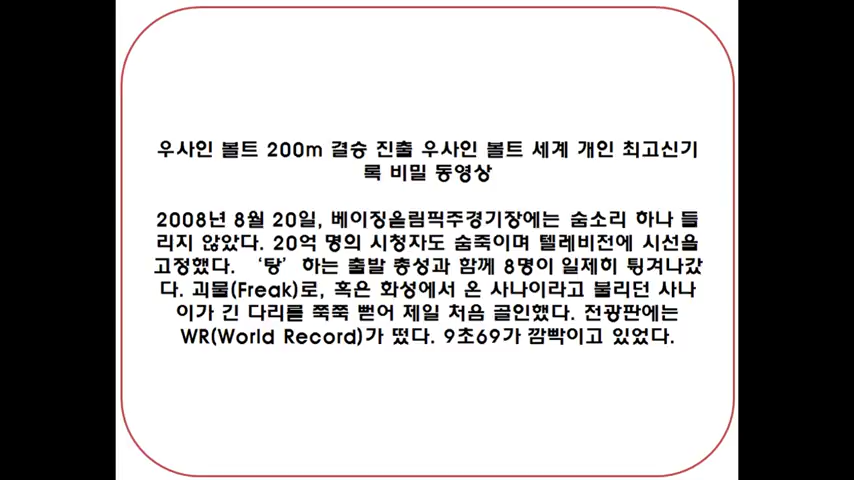 우사인 볼트 200m 결승 진출 우사인 볼트 세계 개인 최고신기
록 비밀 동영상
2008년 8월 20일, 베이징올림픽주경기장에는 숨소리 하나 들
리지 않았다. 20억 명의 시청자도 숨죽이며 텔레비전에 시선을
고정했다. ‘탕’ 하는 출발 총성과 함께 8명이 일제히 튕겨나갔
다. 괴물(Freak)로, 혹은 화성에서 온 사나이라고 불리던 사나
이가 긴 다리를 쭉쭉 뻗어 제일 처음 골인했다. 전광판에는
WR(World Record)가 떴다. 9초69가 깜빡이고 있었다.